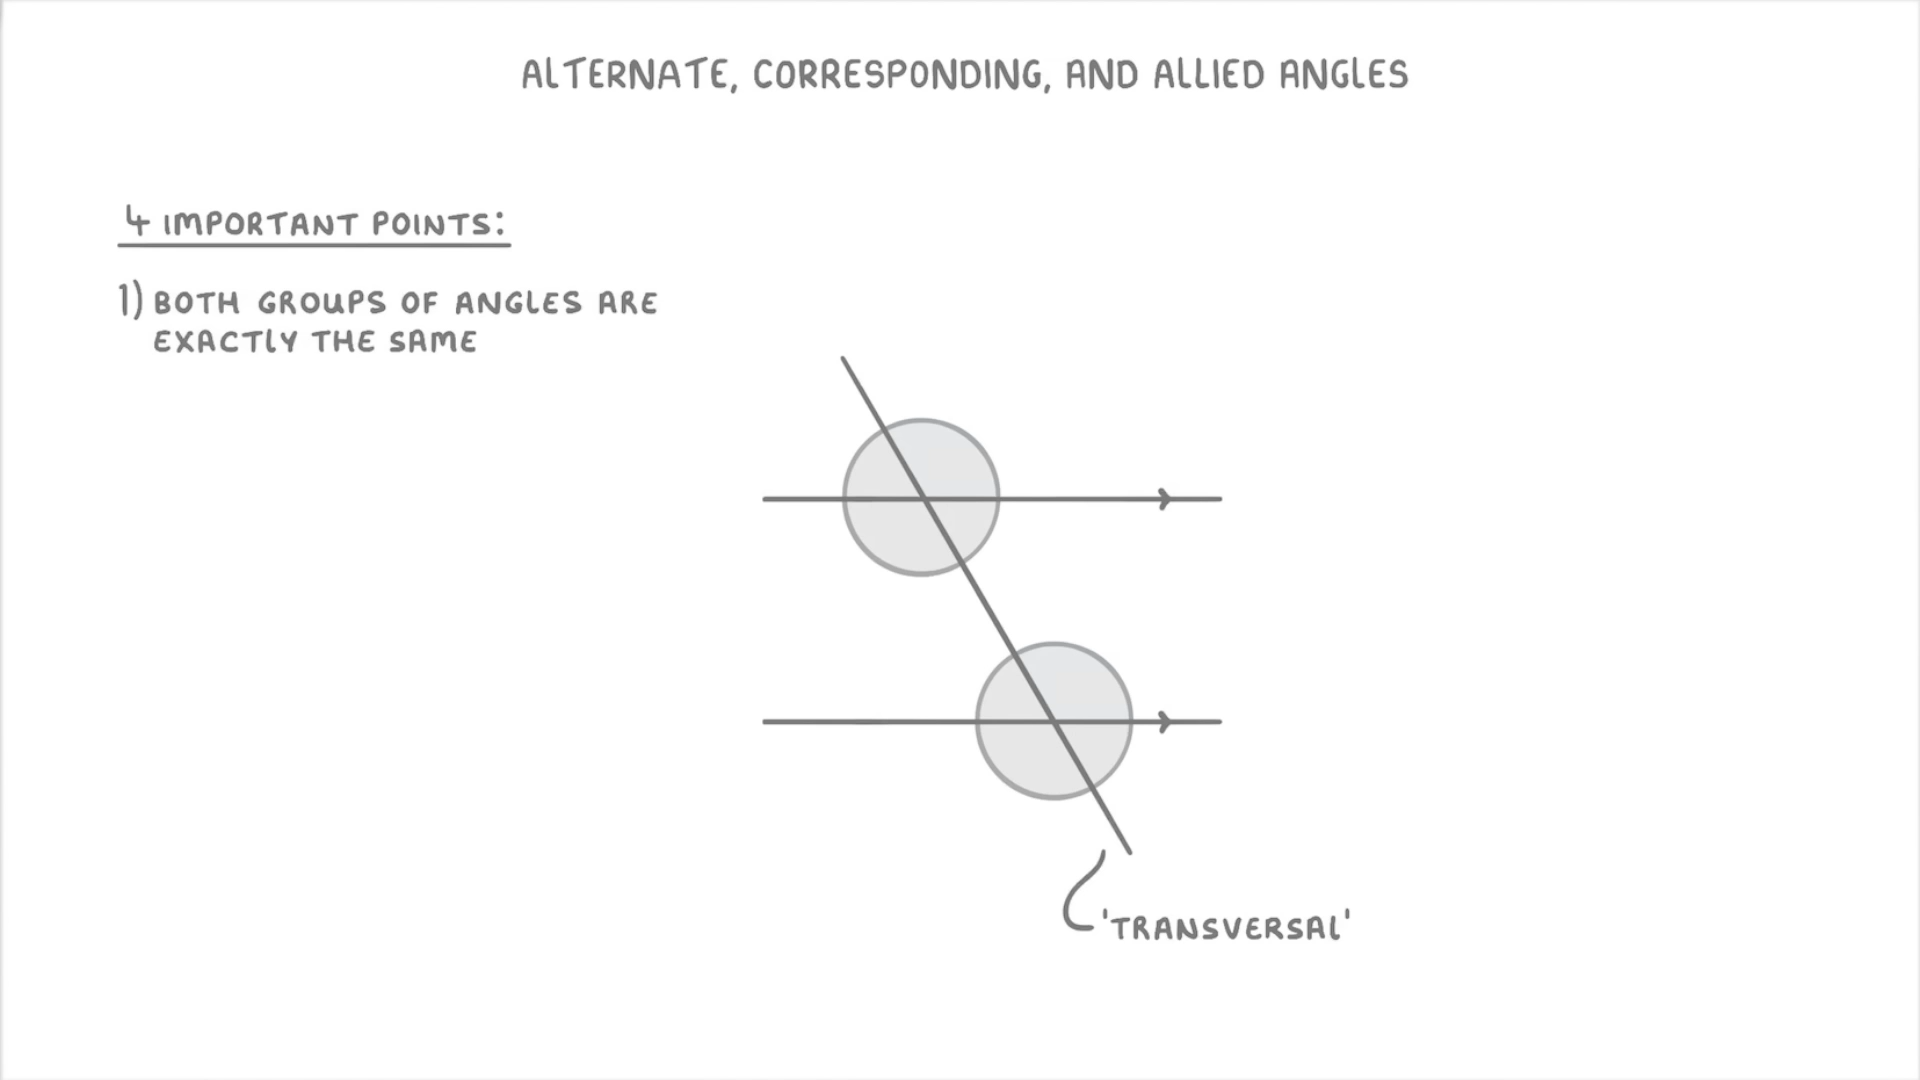 ALTERNATE, CORRESPONDING, AND ALLIED ANGLES
4 IMPORTANT POINTS:
1) BOTH GROUPS OF ANGLES ARE
EXACTLY THE SAME
'TRANSVERSAL'